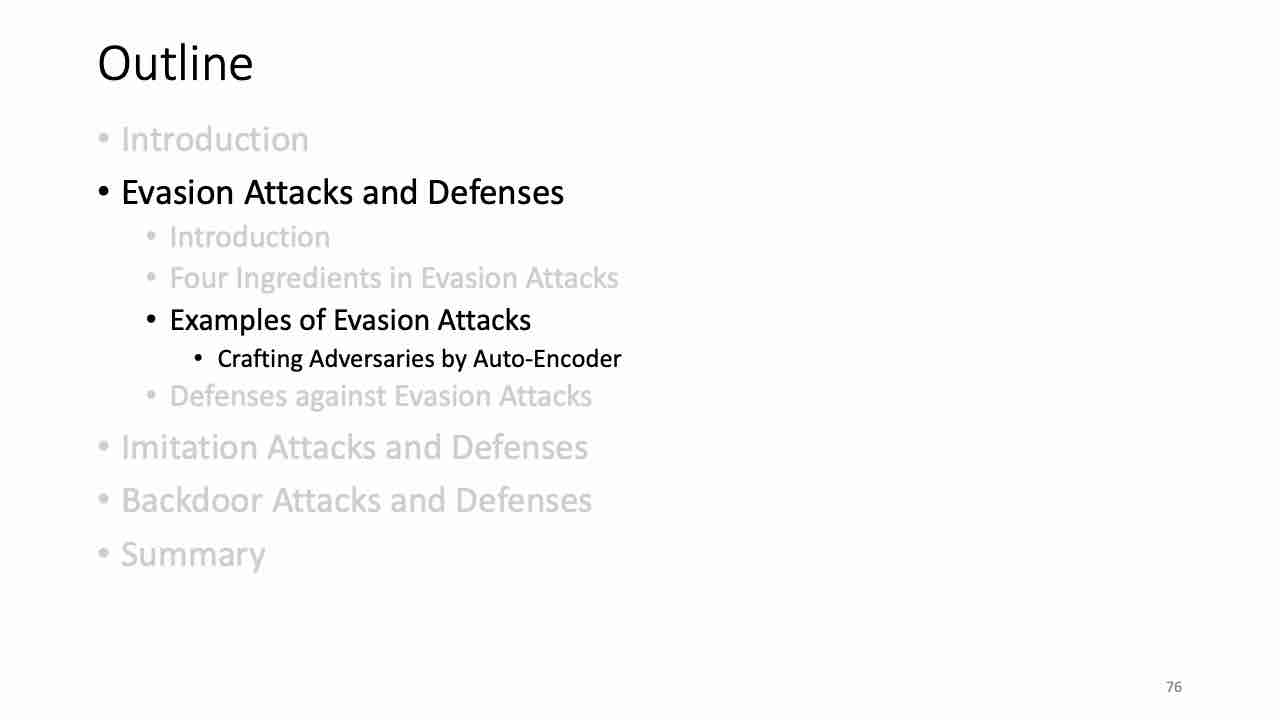 Outline
• Introduction
• Evasion Attacks and Defenses
• Introduction
• Four Ingredients in Evasion Attacks
• Examples of Evasion Attacks
• Crafting Adversaries by Auto-Encoder
• Defenses against Evasion Attacks
• Imitation Attacks and Defenses
• Backdoor Attacks and Defenses
• Summary
76